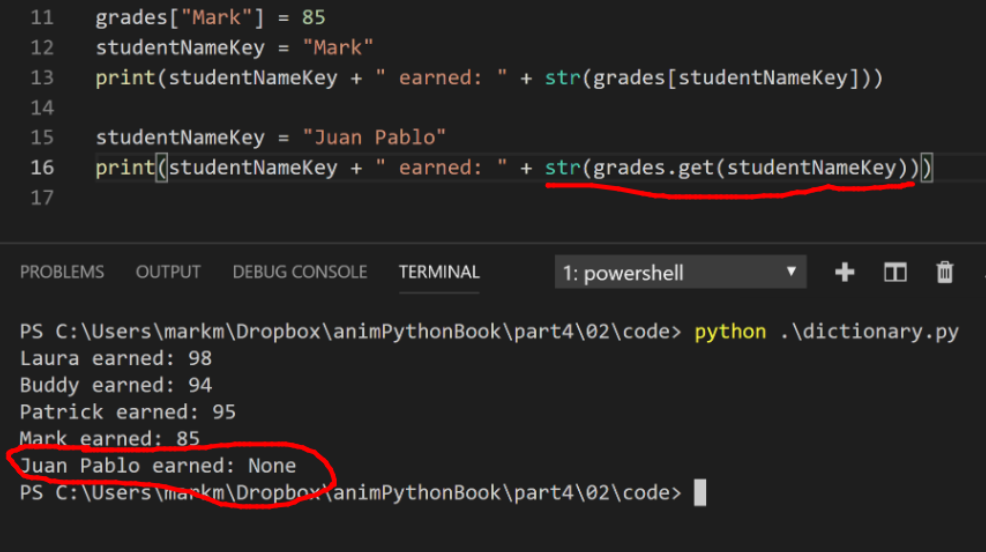 11 grades["Mark"] = 85
12 studentNameKey = "Mark"
13 print(studentNameKey + " earned: " + str(grades[studentNameKey]))
14
15 studentNameKey = "Juan Pablo"
16 print(studentNameKey + " earned: " + str(grades.get(studentNameKey)))
17
PROBLEMS OUTPUT DEBUG CONSOLE TERMINAL 1: powershell
PS C:\Users\markm\Dropbox\animPythonBook\part4\02\code> python .\dictionary.py
Laura earned: 98
Buddy earned: 94
Patrick earned: 95
Mark earned: 85
Juan Pablo earned: None
PS C:\Users\markm\Dropbox\animPythonBook\part4\02\code>